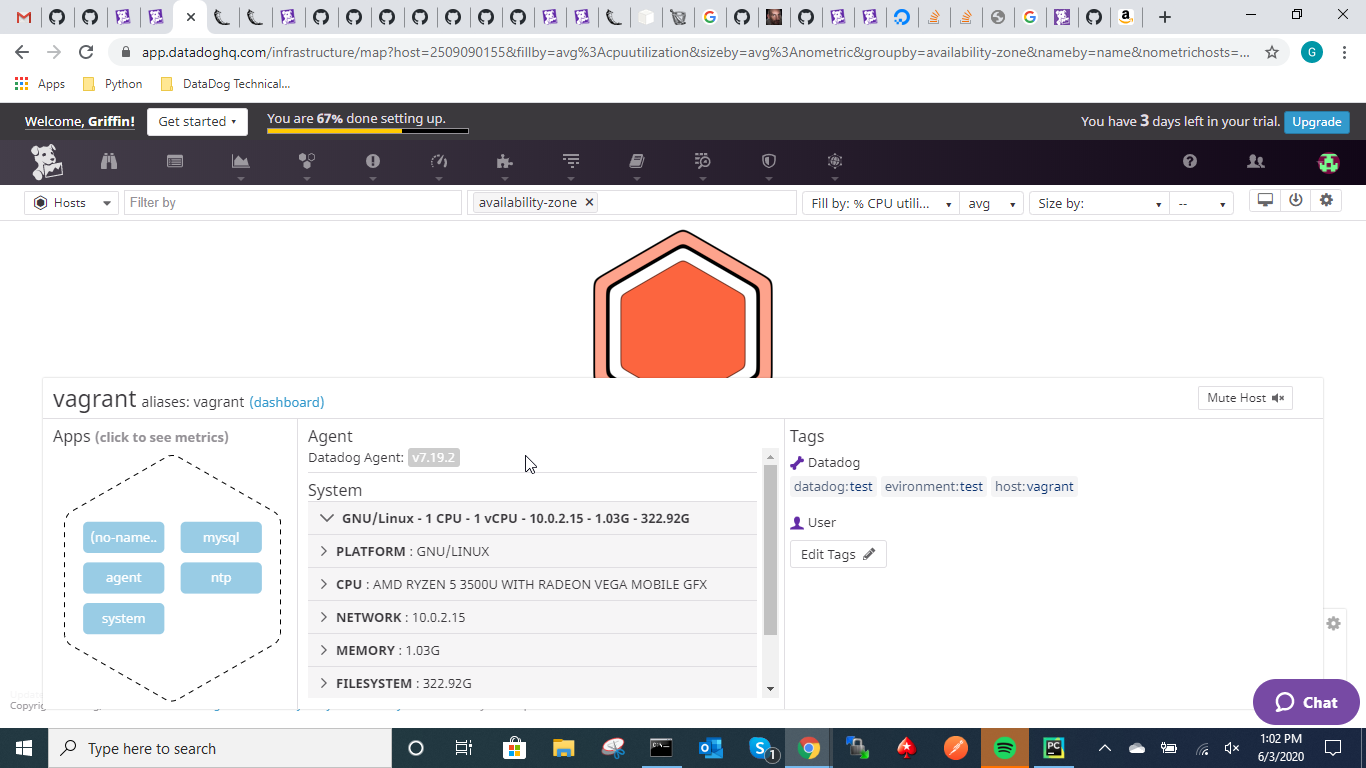 app.datadoghq.com/infrastructure/map?host=2509090155&fillby=avg%3Acpuutilization&sizeby=avg%3Anometric&groupby=availability-zone&nameby=name&nometrichosts=...
G
Apps Python DataDog Technical...
Welcome, Griffin! Get started You are 67% done setting up. You have 3 days left in your trial. Upgrade
Hosts Filter by availability-zone × Fill by: % CPU utili... avg Size by: --
vagrant aliases: vagrant (dashboard) Mute Host
Apps (click to see metrics)
(no-name.. mysql
agent ntp
system
Agent
Datadog Agent: v7.19.2
System
GNU/Linux - 1 CPU - 1 vCPU - 10.0.2.15 - 1.03G - 322.92G
PLATFORM : GNU/LINUX
CPU : AMD RYZEN 5 3500U WITH RADEON VEGA MOBILE GFX
NETWORK : 10.0.2.15
MEMORY : 1.03G
FILESYSTEM : 322.92G
Tags
Datadog
datadog:test evironment:test host:vagrant
User
Edit Tags
Chat
Type here to search
1
1:02 PM
6/3/2020